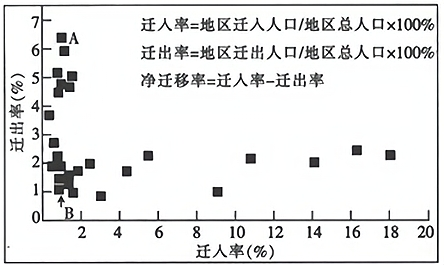 迁入率=地区迁入人口/地区总人口×100%
迁出率=地区迁出人口/地区总人口×100%
净迁移率=迁入率-迁出率
迁出率(%)
7
6
5
4
3
2
1
0
A
B
2 4 6 8 10 12 14 16 18 20
迁入率(%)